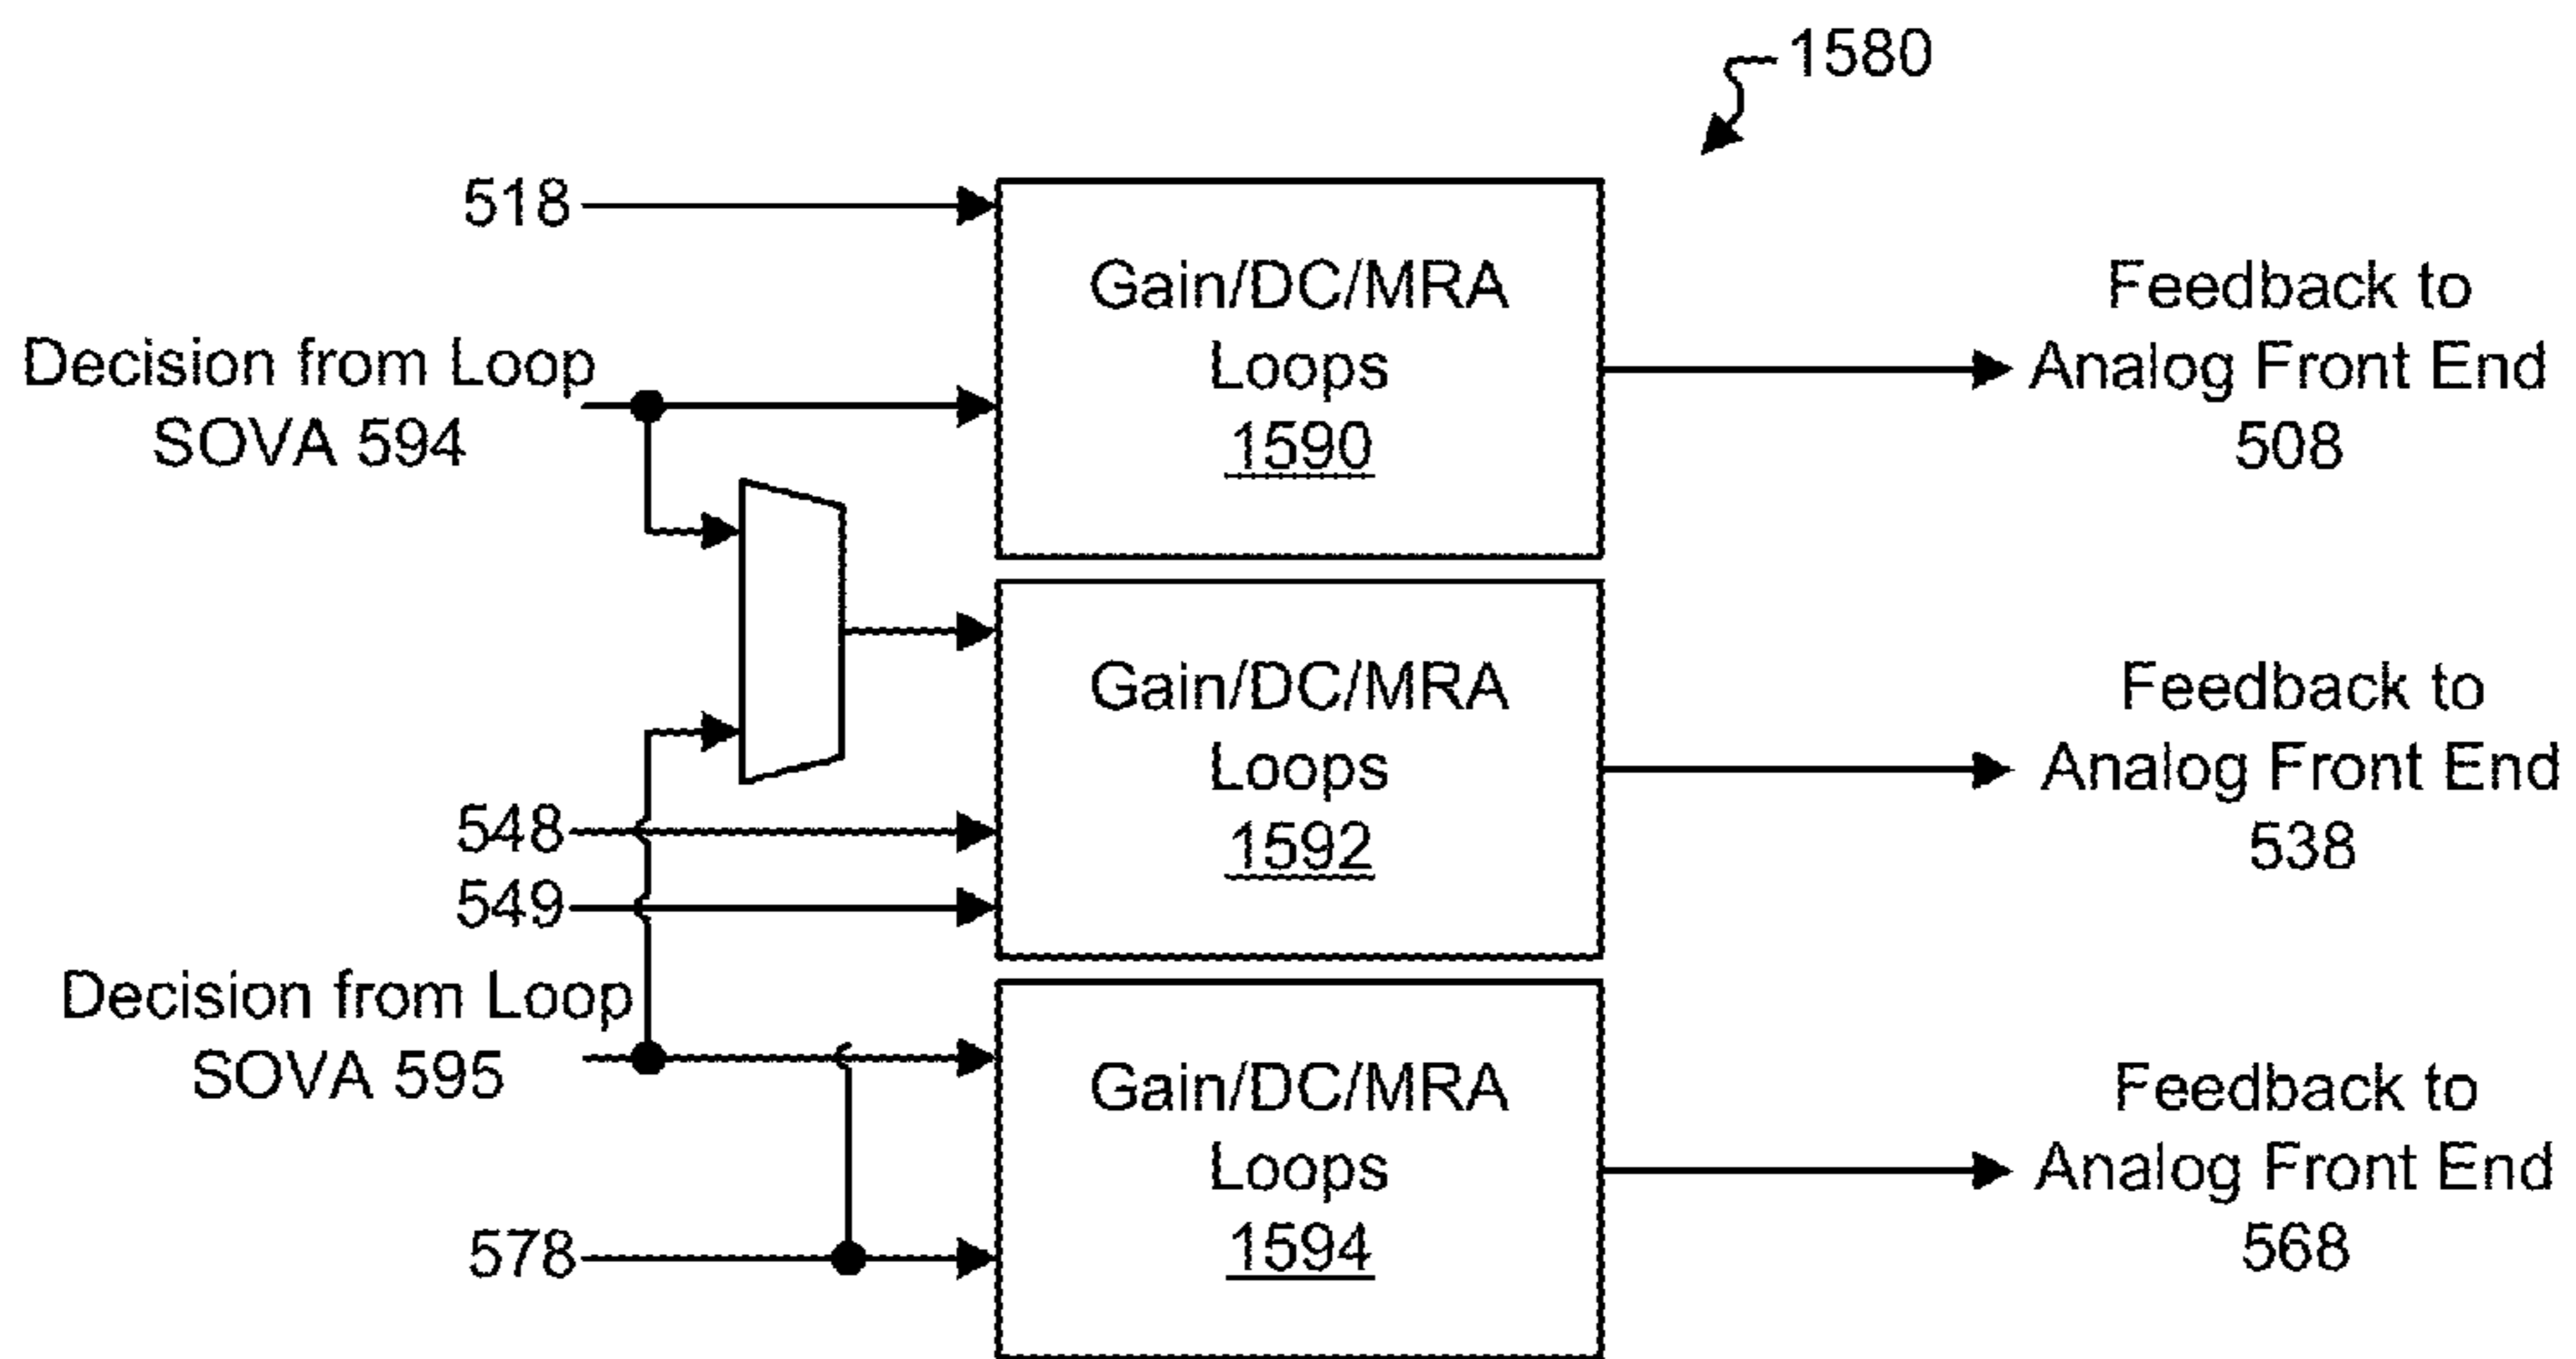 1580
518
Decision from Loop
SOVA 594
Gain/DC/MRA
Loops
1590
Feedback to
Analog Front End
508
548
549
Gain/DC/MRA
Loops
1592
Feedback to
Analog Front End
538
Decision from Loop
SOVA 595
578
Gain/DC/MRA
Loops
1594
Feedback to
Analog Front End
568